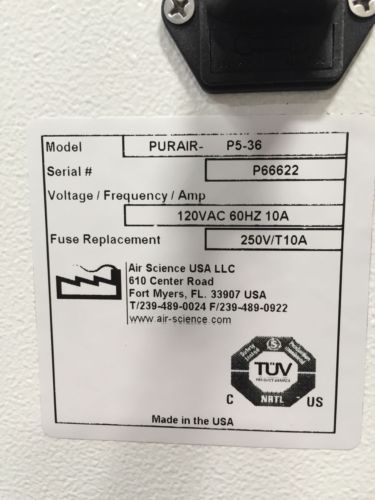 Model PURAIR- P5-36
Serial # P66622
Voltage / Frequency / Amp
120VAC 60HZ 10A
Fuse Replacement 250V/T10A
Air Science USA LLC
610 Center Road
Fort Myers, FL. 33907 USA
T/239-489-0024 F/239-489-0922
www.air-science.com
S
TÜV
PRODUCT SERVICE
C NRTL US
Made in the USA